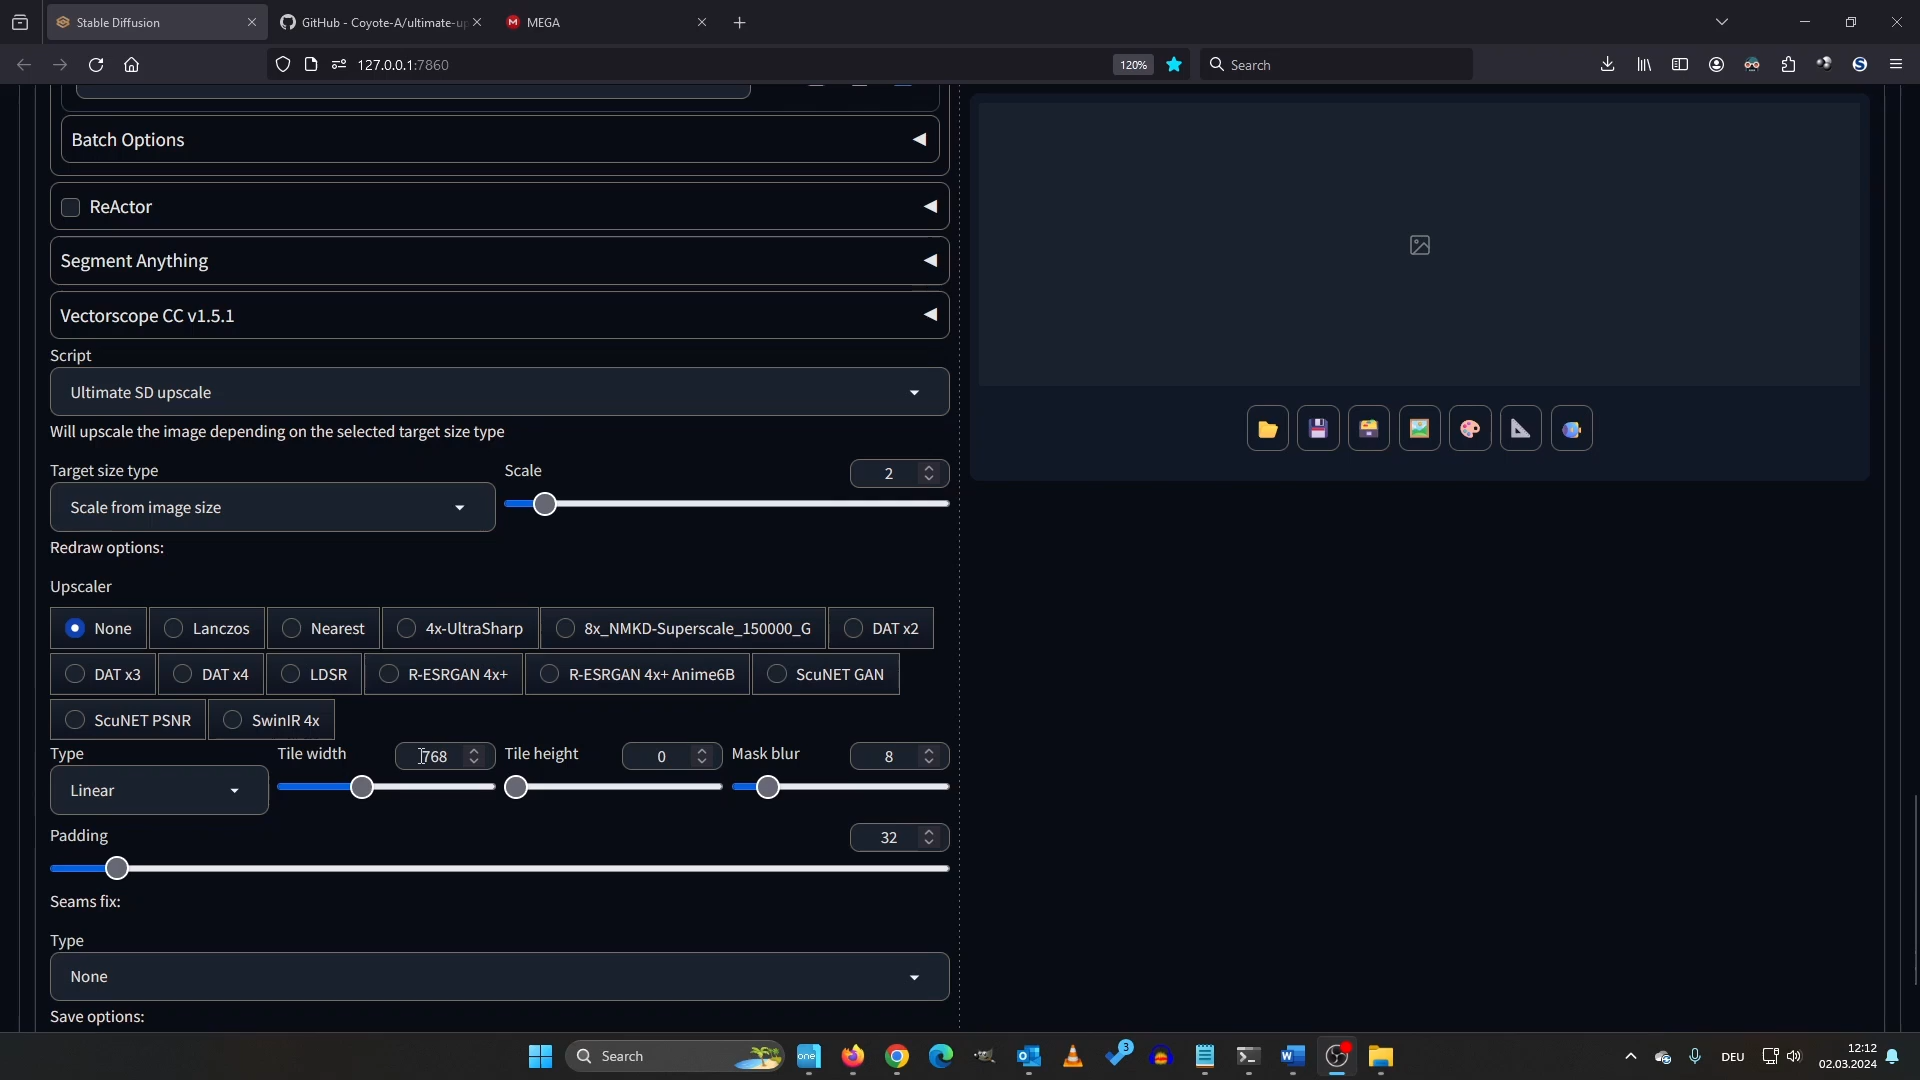 Stable Diffusion
GitHub - Coyote-A/ultimate-up
MEGA
127.0.0.1:7860
120%
Search
Batch Options
ReActor
Segment Anything
Vectorscope CC v1.5.1
Script
Ultimate SD upscale
Will upscale the image depending on the selected target size type
Target size type
Scale
2
Scale from image size
Redraw options:
Upscaler
None
Lanczos
Nearest
4x-UltraSharp
8x_NMKD-Superscale_150000_G
DAT x2
DAT x3
DAT x4
LDSR
R-ESRGAN 4x+
R-ESRGAN 4x+ Anime6B
ScuNET GAN
ScuNET PSNR
SwinIR 4x
Type
Tile width
768
Tile height
0
Mask blur
8
Linear
Padding
32
Seams fix:
Type
None
Save options:
Search
one
3
DEU
12:12
02.03.2024